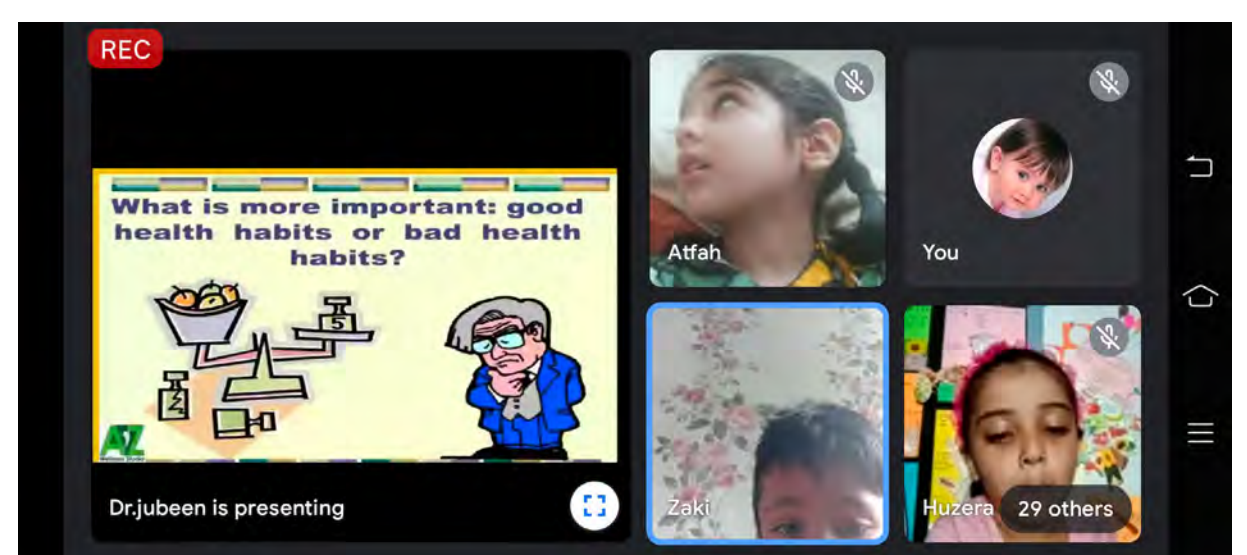 REC
What is more important: good
health habits or bad health
habits?
5
2
A2Z
Dr.jubeen is presenting
Atfah
You
Zaki
Huzera
29 others